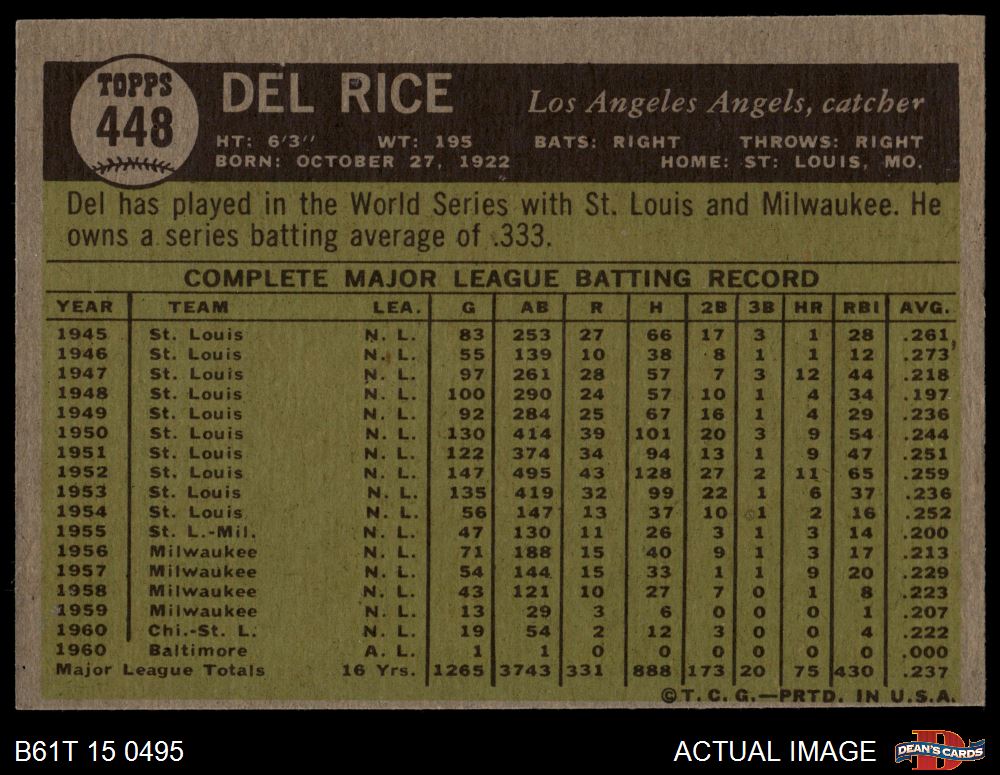 TOPPS
448
DEL RICE
Los Angeles Angels, catcher
HT: 6'3" WT: 195 BATS: RIGHT THROWS: RIGHT
BORN: OCTOBER 27, 1922 HOME: ST: LOUIS, MO.
Del has played in the World Series with St. Louis and Milwaukee. He
owns a series batting average of .333.
COMPLETE MAJOR LEAGUE BATTING RECORD
YEAR TEAM LEA. G AB R H 2B 3B HR RBI AVG.
1945 St. Louis N. L. 83 253 27 66 17 3 1 28 .261
1946 St. Louis N. L. 55 139 10 38 8 1 1 12 .273
1947 St. Louis N. L. 97 261 28 57 7 3 12 44 .218
1948 St. Louis N. L. 100 290 24 57 10 1 4 34 .197
1949 St. Louis N. L. 92 284 25 67 16 1 4 29 .236
1950 St. Louis N. L. 130 414 39 101 20 3 9 54 .244
1951 St. Louis N. L. 122 374 34 94 13 1 9 47 .251
1952 St. Louis N. L. 147 495 43 128 27 2 11 65 .259
1953 St. Louis N. L. 135 419 32 99 22 1 6 37 .236
1954 St. Louis N. L. 56 147 13 37 10 1 2 16 .252
1955 St. L.-Mil. N. L. 47 130 11 26 3 1 3 14 .200
1956 Milwaukee N. L. 71 188 15 40 9 1 3 17 .213
1957 Milwaukee N. L. 54 144 15 33 1 1 9 20 .229
1958 Milwaukee N. L. 43 121 10 27 7 0 1 8 .223
1959 Milwaukee N. L. 13 29 3 6 0 0 0 1 .207
1960 Chi.-St. L. N. L. 19 54 2 12 3 0 0 4 .222
1960 Baltimore A. L. 1 1 0 0 0 0 0 0 .000
Major League Totals 16 Yrs. 1265 3743 331 888 173 20 75 430 .237
©T. C. G.—PRTD. IN U.S.A.
B61T 15 0495
ACTUAL IMAGE
D
DEAN'S CARDS